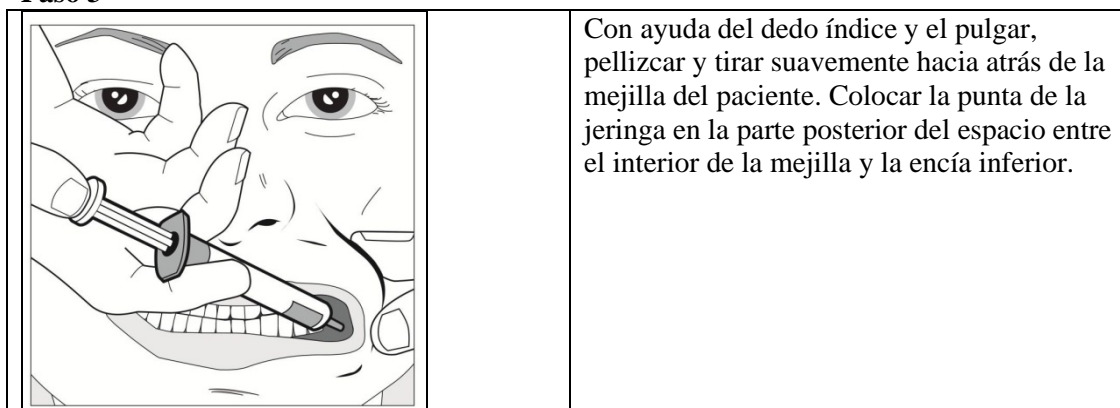 Con ayuda del dedo índice y el pulgar,
pellizcar y tirar suavemente hacia atrás de la
mejilla del paciente. Colocar la punta de la
jeringa en la parte posterior del espacio entre
el interior de la mejilla y la encía inferior.